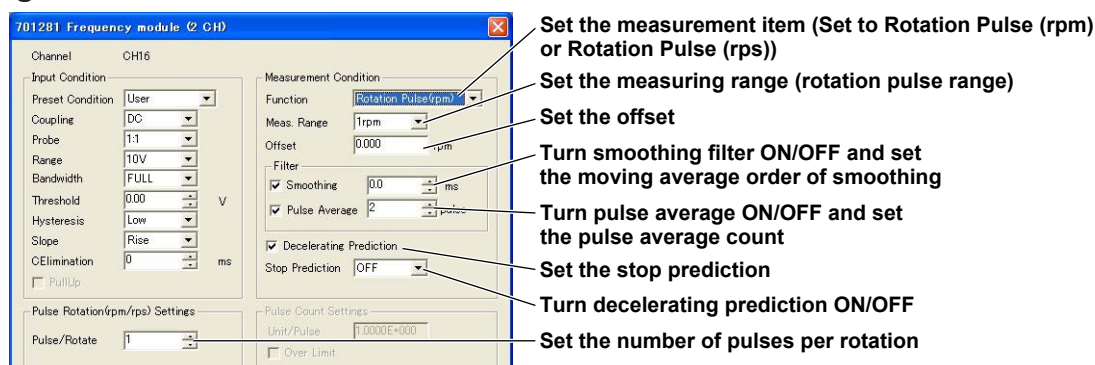 701281 Frequency module (2 CH)
Channel CH16
Input Condition
Preset Condition User
Coupling DC
Probe 1:1
Range 10V
Bandwidth FULL
Threshold 0.00 V
Hysteresis Low
Slope Rise
CElimination 0 ms
PullUp
Pulse Rotation(rpm/rps) Settings
Pulse/Rotate 1
Measurement Condition
Function Rotation Pulse(rpm)
Meas. Range 1rpm
Offset 0.000 rpm
Filter
Smoothing 0.0 ms
Pulse Average 2 pulse
Decelerating Prediction
Stop Prediction OFF
Pulse Count Settings
Unit/Pulse 1.0000E+000
Over Limit
Set the measurement item (Set to Rotation Pulse (rpm)
or Rotation Pulse (rps))
Set the measuring range (rotation pulse range)
Set the offset
Turn smoothing filter ON/OFF and set
the moving average order of smoothing
Turn pulse average ON/OFF and set
the pulse average count
Set the stop prediction
Turn decelerating prediction ON/OFF
Set the number of pulses per rotation